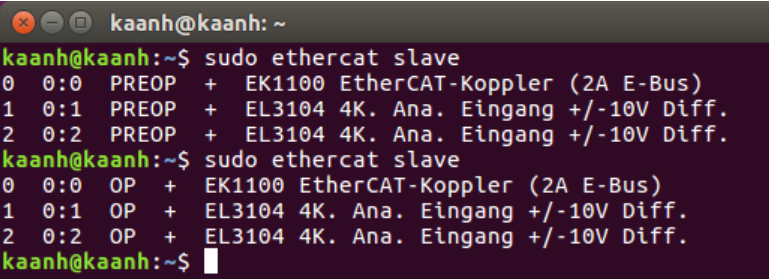 kaanh@kaanh: ~
kaanh@kaanh:~$ sudo ethercat slave
0  0:0  PREOP  +  EK1100 EtherCAT-Koppler (2A E-Bus)
1  0:1  PREOP  +  EL3104 4K. Ana. Eingang +/-10V Diff.
2  0:2  PREOP  +  EL3104 4K. Ana. Eingang +/-10V Diff.
kaanh@kaanh:~$ sudo ethercat slave
0  0:0  OP  +  EK1100 EtherCAT-Koppler (2A E-Bus)
1  0:1  OP  +  EL3104 4K. Ana. Eingang +/-10V Diff.
2  0:2  OP  +  EL3104 4K. Ana. Eingang +/-10V Diff.
kaanh@kaanh:~$